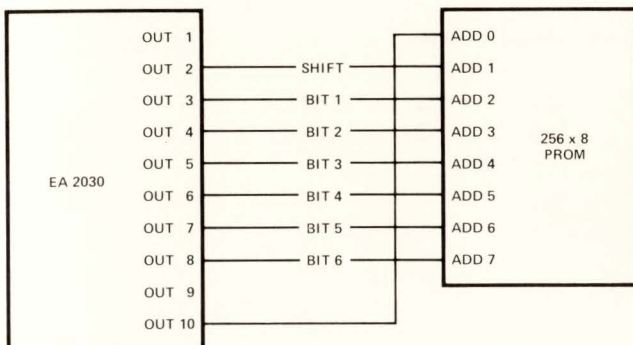 OUT 1 ADD 0
OUT 2 SHIFT ADD 1
OUT 3 BIT 1 ADD 2
OUT 4 BIT 2 ADD 3
256 x 8
PROM
OUT 5 BIT 3 ADD 4
EA 2030
OUT 6 BIT 4 ADD 5
OUT 7 BIT 5 ADD 6
OUT 8 BIT 6 ADD 7
OUT 9
OUT 10